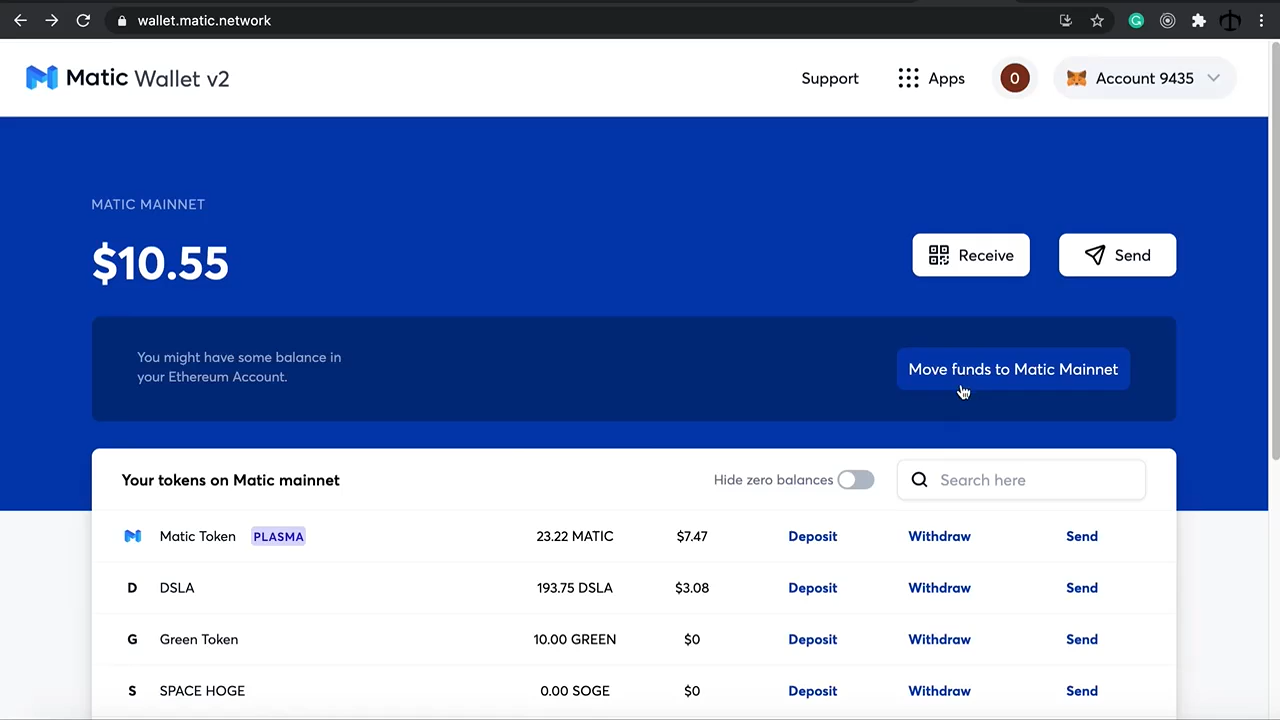 wallet.matic.network
Matic Wallet v2
Support
Apps
0
Account 9435
MATIC MAINNET
$10.55
Receive
Send
You might have some balance in
your Ethereum Account.
Move funds to Matic Mainnet
Your tokens on Matic mainnet
Hide zero balances
Search here
Matic Token PLASMA 23.22 MATIC $7.47 Deposit Withdraw Send
D DSLA 193.75 DSLA $3.08 Deposit Withdraw Send
G Green Token 10.00 GREEN $0 Deposit Withdraw Send
S SPACE HOGE 0.00 SOGE $0 Deposit Withdraw Send